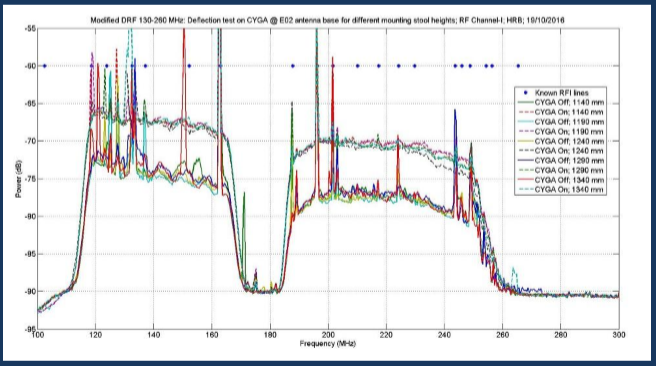 Modified DRF 130-260 MHz: Deflection test on CYGA @ E02 antenna base for different mounting stool heights; RF Channel-I; HRB; 19/10/2016
-55
-60
-65
-70
-75
-80
-85
-90
-95
Power (dB)
Known RFI lines
CYGA Off; 1140 mm
CYGA On; 1140 mm
CYGA Off; 1190 mm
CYGA On; 1190 mm
CYGA Off; 1240 mm
CYGA On; 1240 mm
CYGA Off; 1290 mm
CYGA On; 1290 mm
CYGA Off; 1340 mm
CYGA On; 1340 mm
100 120 140 160 180 200 220 240 260 280 300
Frequency (MHz)